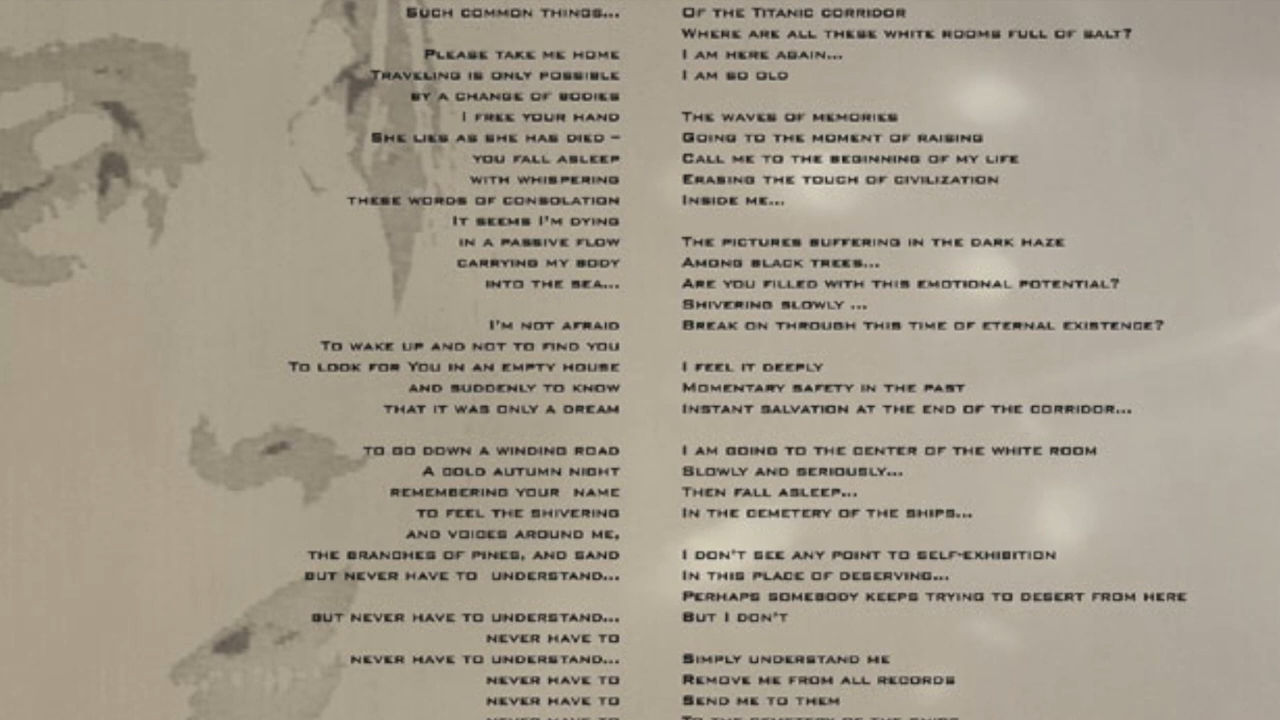 Such common things...
Please take me home
Traveling is only possible
by a change of bodies
I free your hand
She lies as she has died –
you fall asleep
with whispering
these words of consolation
It seems I'm dying
in a passive flow
carrying my body
into the sea...
I'm not afraid
To wake up and not to find you
To look for You in an empty house
and suddenly to know
that it was only a dream
to go down a winding road
A cold autumn night
remembering your name
to feel the shivering
and voices around me,
the branches of pines, and sand
but never have to understand...
but never have to understand...
never have to
never have to understand...
never have to
never have to
never have to
Of the Titanic corridor
Where are all these white rooms full of salt?
I am here again...
I am so old
The waves of memories
Going to the moment of raising
Call me to the beginning of my life
Erasing the touch of civilization
Inside me...
The pictures suffering in the dark haze
Among black trees...
Are you filled with this emotional potential?
Shivering slowly ...
Break on through this time of eternal existence?
I feel it deeply
Momentary safety in the past
Instant salvation at the end of the corridor...
I am going to the center of the white room
Slowly and seriously...
Then fall asleep...
In the cemetery of the ships...
I don't see any point to self-exhibition
In this place of deserving...
Perhaps somebody keeps trying to desert from here
But I don't
Simply understand me
Remove me from all records
Send me to them
To the cemetery of the ships